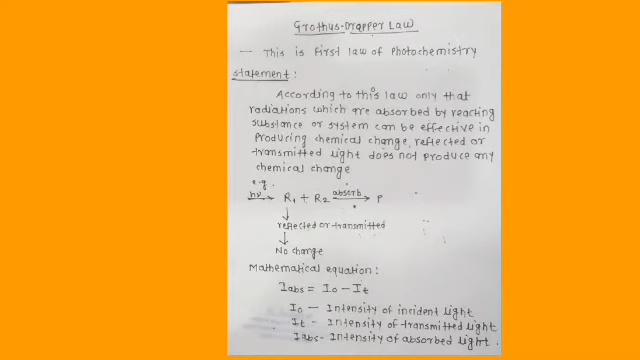 Grothus-Drapper Law
— This is first law of Photochemistry
statement:
According to this law only that
radiations which are absorbed by reacting
substance or system can be effective in
producing chemical change, reflected or
transmitted light does not produce any
chemical change
e.g.
hν → R₁ + R₂ absorb → P
↓
reflected or transmitted
↓
No change
Mathematical equation:
Iabs = I₀ − It
I₀ — Intensity of incident light
It - Intensity of transmitted light
Iabs - Intensity of absorbed light.